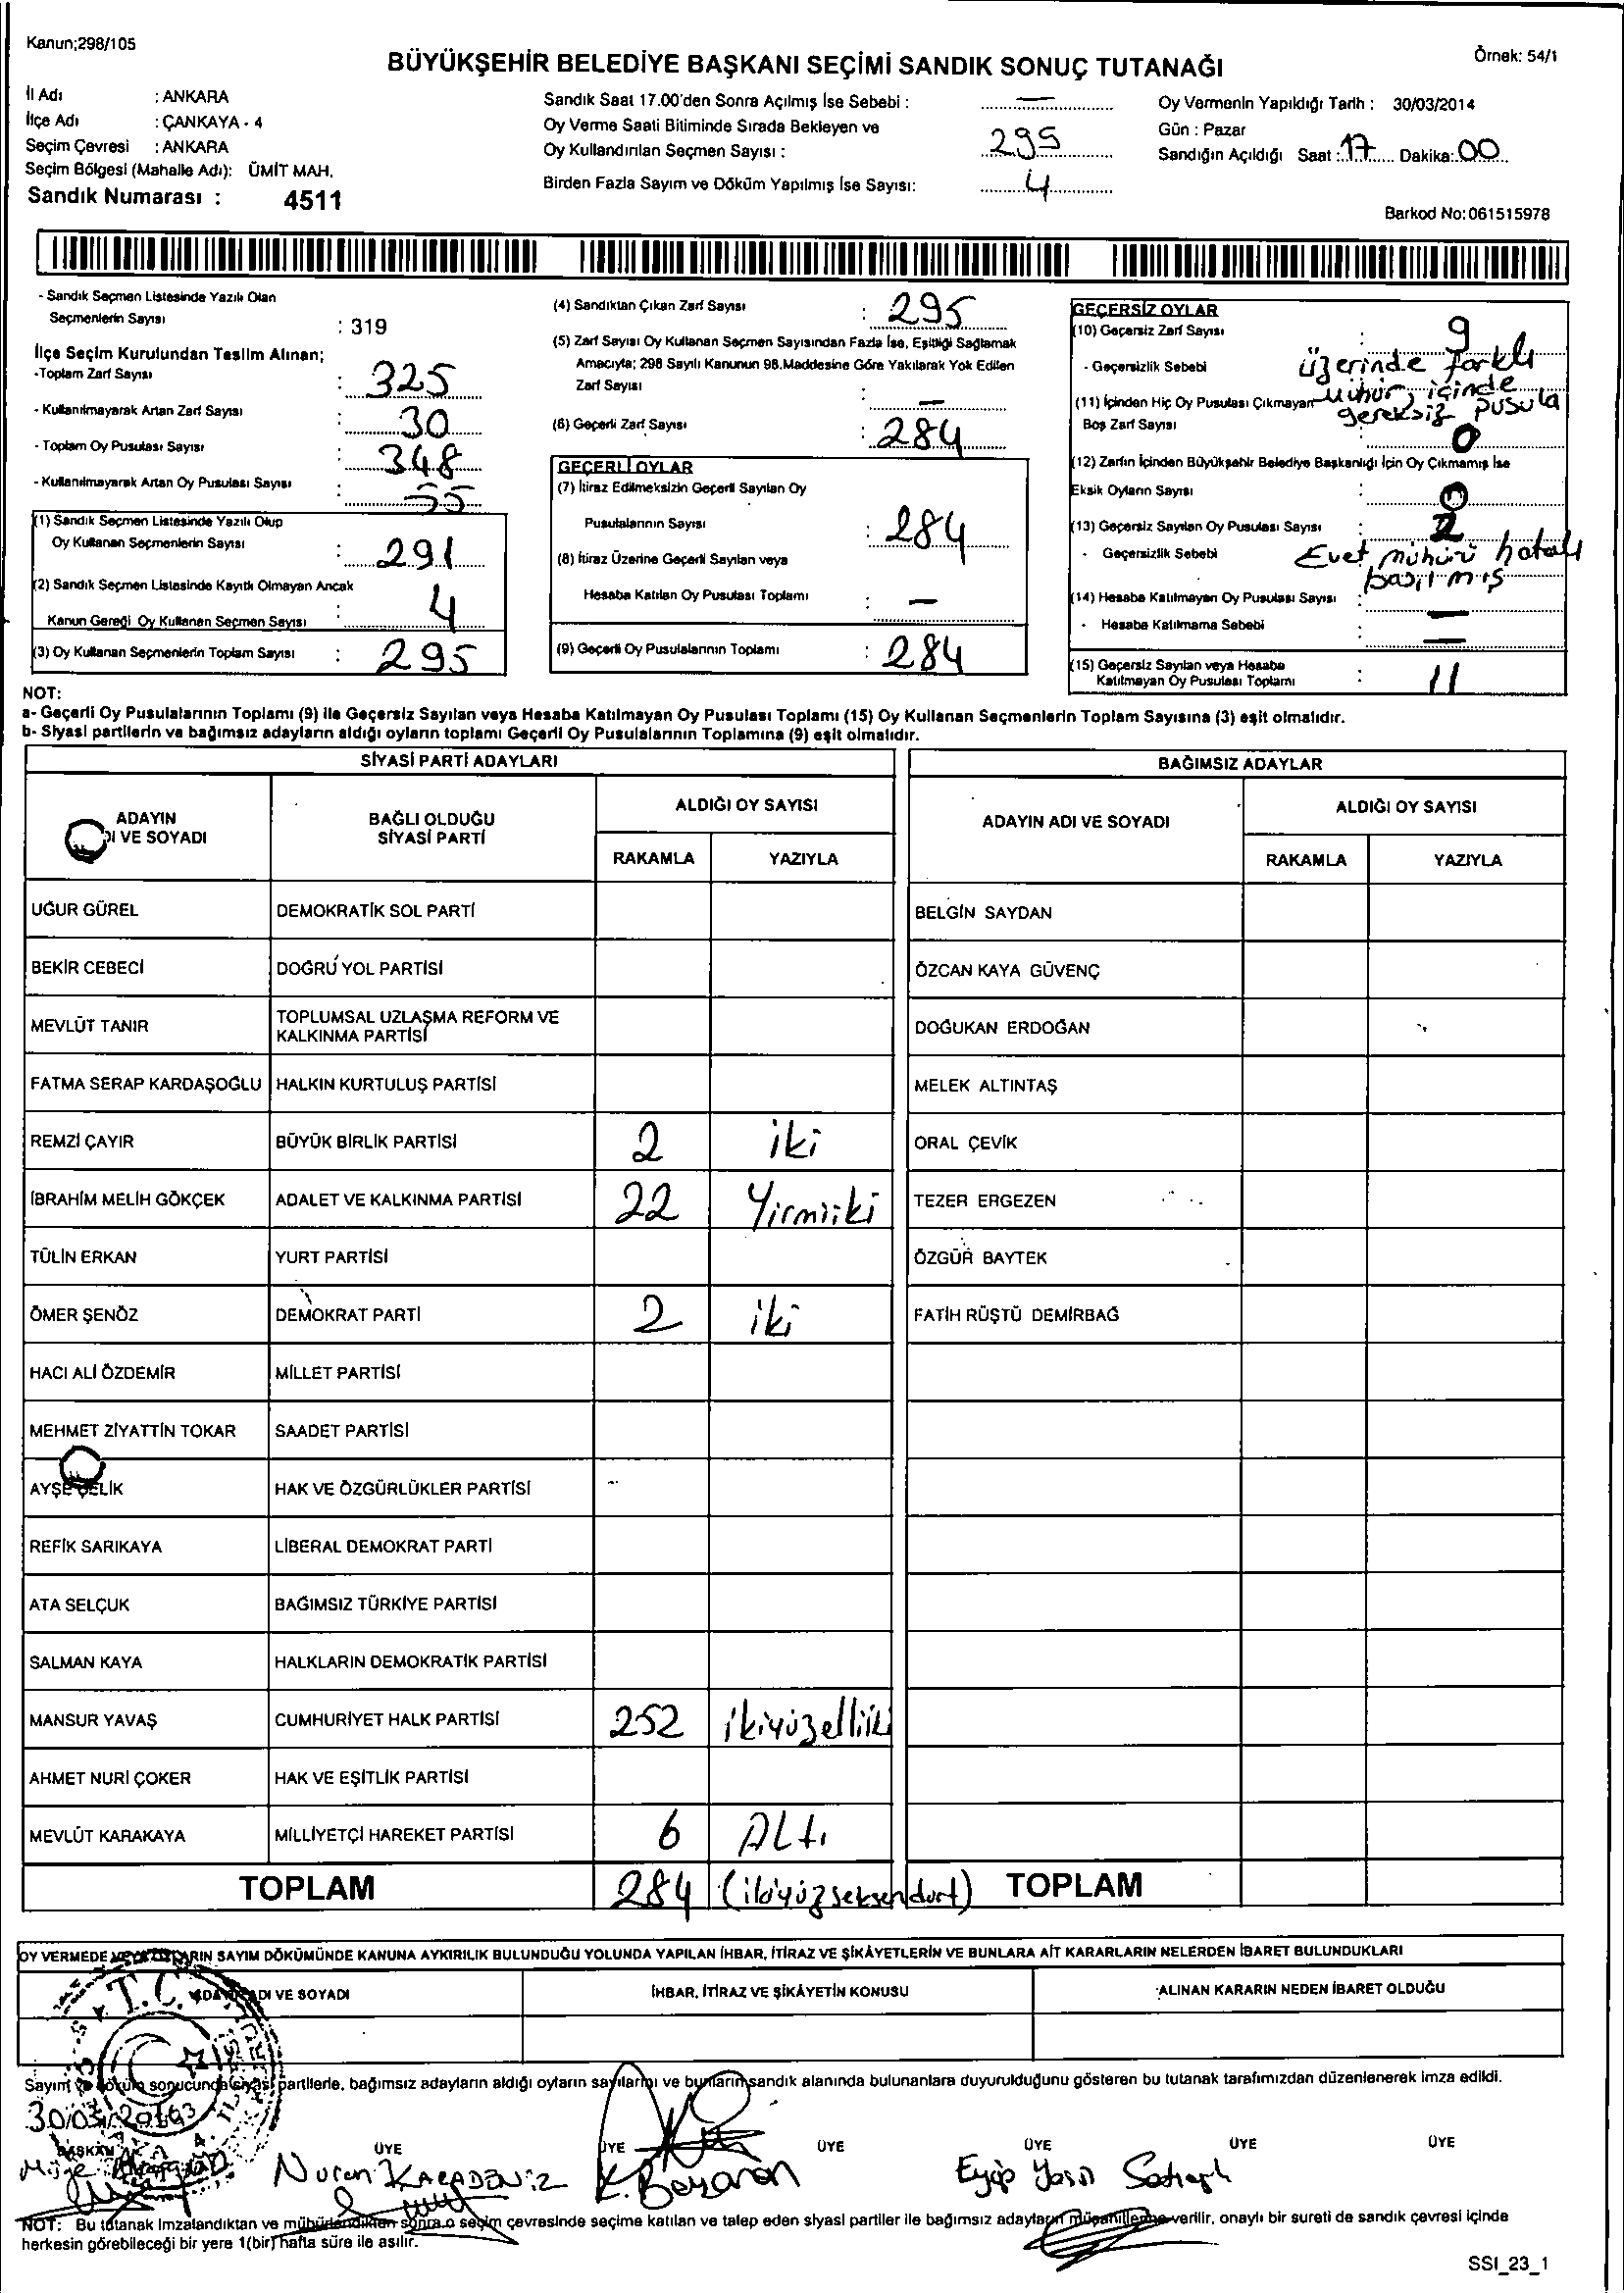 Kanun;298/105
Örnek: 54/1
BÜYÜKŞEHİR BELEDİYE BAŞKANI SEÇİMİ SANDIK SONUÇ TUTANAĞI
İl Adı : ANKARA
İlçe Adı : ÇANKAYA - 4
Seçim Çevresi : ANKARA
Seçim Bölgesi (Mahalle Adı): ÜMİT MAH.
Sandık Numarası : 4511
Sandık Saat 17.00'den Sonra Açılmış İse Sebebi : —
Oy Verme Saati Bitiminde Sırada Bekleyen ve
Oy Kullandırılan Seçmen Sayısı : 295
Birden Fazla Sayım ve Döküm Yapılmış İse Sayısı: 4
Oy Vermenin Yapıldığı Tarih : 30/03/2014
Gün : Pazar
Sandığın Açıldığı Saat : 17 Dakika: 00
Barkod No: 061515978
- Sandık Seçmen Listesinde Yazılı Olan
Seçmenlerin Sayısı : 319
İlçe Seçim Kurulundan Teslim Alınan;
-Toplam Zarf Sayısı : 325
- Kullanılmayarak Artan Zarf Sayısı : 30
- Toplam Oy Pusulası Sayısı : 348
- Kullanılmayarak Artan Oy Pusulası Sayısı : 55
(1) Sandık Seçmen Listesinde Yazılı Olup
Oy Kullanan Seçmenlerin Sayısı : 291
(2) Sandık Seçmen Listesinde Kayıtlı Olmayan Ancak
Kanun Gereği Oy Kullanan Seçmen Sayısı : 4
(3) Oy Kullanan Seçmenlerin Toplam Sayısı : 295
(4) Sandıktan Çıkan Zarf Sayısı : 295
(5) Zarf Sayısı Oy Kullanan Seçmen Sayısından Fazla İse, Eşitliği Sağlamak
Amacıyla; 298 Sayılı Kanunun 98.Maddesine Göre Yakılarak Yok Edilen
Zarf Sayısı : —
(6) Geçerli Zarf Sayısı : 284
GEÇERLİ OYLAR
(7) İtiraz Edilmeksizin Geçerli Sayılan Oy
Pusulalarının Sayısı : 284
(8) İtiraz Üzerine Geçerli Sayılan veya
Hesaba Katılan Oy Pusulası Toplamı : —
(9) Geçerli Oy Pusulalarının Toplamı : 284
GEÇERSİZ OYLAR
(10) Geçersiz Zarf Sayısı : 9
- Geçersizlik Sebebi : üzerinde farklı
mühür, içinde
gereksiz pusula
(11) İçinden Hiç Oy Pusulası Çıkmayan
Boş Zarf Sayısı : 0
(12) Zarfın İçinden Büyükşehir Belediye Başkanlığı İçin Oy Çıkmamış İse
Eksik Oyların Sayısı : 0
(13) Geçersiz Sayılan Oy Pusulası Sayısı : 2
- Geçersizlik Sebebi Evet mühürü hatalı
basılmış
(14) Hesaba Katılmayan Oy Pusulası Sayısı : —
- Hesaba Katılmama Sebebi : —
(15) Geçersiz Sayılan veya Hesaba
Katılmayan Oy Pusulası Toplamı : 11
NOT:
a- Geçerli Oy Pusulalarının Toplamı (9) ile Geçersiz Sayılan veya Hesaba Katılmayan Oy Pusulası Toplamı (15) Oy Kullanan Seçmenlerin Toplam Sayısına (3) eşit olmalıdır.
b- Siyasi partilerin ve bağımsız adayların aldığı oyların toplamı Geçerli Oy Pusulalarının Toplamına (9) eşit olmalıdır.
SİYASİ PARTİ ADAYLARI
BAĞIMSIZ ADAYLAR
ADAYIN
VE SOYADI
BAĞLI OLDUĞU
SİYASİ PARTİ
ALDIĞI OY SAYISI
RAKAMLA YAZIYLA
ADAYIN ADI VE SOYADI
ALDIĞI OY SAYISI
RAKAMLA YAZIYLA
UĞUR GÜREL DEMOKRATİK SOL PARTİ BELGİN SAYDAN
BEKİR CEBECİ DOĞRU YOL PARTİSİ ÖZCAN KAYA GÜVENÇ
MEVLÜT TANIR TOPLUMSAL UZLAŞMA REFORM VE
KALKINMA PARTİSİ DOĞUKAN ERDOĞAN
FATMA SERAP KARDAŞOĞLU HALKIN KURTULUŞ PARTİSİ MELEK ALTINTAŞ
REMZİ ÇAYIR BÜYÜK BİRLİK PARTİSİ 2 iki ORAL ÇEVİK
İBRAHİM MELİH GÖKÇEK ADALET VE KALKINMA PARTİSİ 22 Yirmiiki TEZER ERGEZEN
TÜLİN ERKAN YURT PARTİSİ ÖZGÜR BAYTEK
ÖMER ŞENÖZ DEMOKRAT PARTİ 2 iki FATİH RÜŞTÜ DEMİRBAĞ
HACI ALİ ÖZDEMİR MİLLET PARTİSİ
MEHMET ZİYATTİN TOKAR SAADET PARTİSİ
AYŞE ÇELİK HAK VE ÖZGÜRLÜKLER PARTİSİ
REFİK SARIKAYA LİBERAL DEMOKRAT PARTİ
ATA SELÇUK BAĞIMSIZ TÜRKİYE PARTİSİ
SALMAN KAYA HALKLARIN DEMOKRATİK PARTİSİ
MANSUR YAVAŞ CUMHURİYET HALK PARTİSİ 252 ikiyüzelliiki
AHMET NURİ ÇOKER HAK VE EŞİTLİK PARTİSİ
MEVLÜT KARAKAYA MİLLİYETÇİ HAREKET PARTİSİ 6 ALtı
TOPLAM 284 (ikiyüzseksendört) TOPLAM
OY VERMEDE SAYIM DÖKÜMÜNDE KANUNA AYKIRILIK BULUNDUĞU YOLUNDA YAPILAN İHBAR, İTİRAZ VE ŞİKÂYETLERİN VE BUNLARA AİT KARARLARIN NELERDEN İBARET BULUNDUKLARI
ADI VE SOYADI İHBAR, İTİRAZ VE ŞİKÂYETİN KONUSU ALINAN KARARIN NEDEN İBARET OLDUĞU
T.C.
Sayım ve döküm sonucunda siyasi partilerle, bağımsız adayların aldığı oyların sayılarını ve bunların sandık alanında bulunanlara duyurulduğunu gösteren bu tutanak tarafımızdan düzenlenerek imza edildi.
BAŞKAN ÜYE ÜYE ÜYE ÜYE ÜYE ÜYE
Müge Nuren KARADENİZ K. Bayaran Eyüp Yasin
NOT: Bu tutanak imzalandıktan ve mühürlendikten sonra o seçim çevresinde seçime katılan ve talep eden siyasi partiler ile bağımsız adayların müşahitlerine verilir, onaylı bir sureti de sandık çevresi içinde
herkesin görebileceği bir yere 1(bir) hafta süre ile asılır.
SSI_23_1